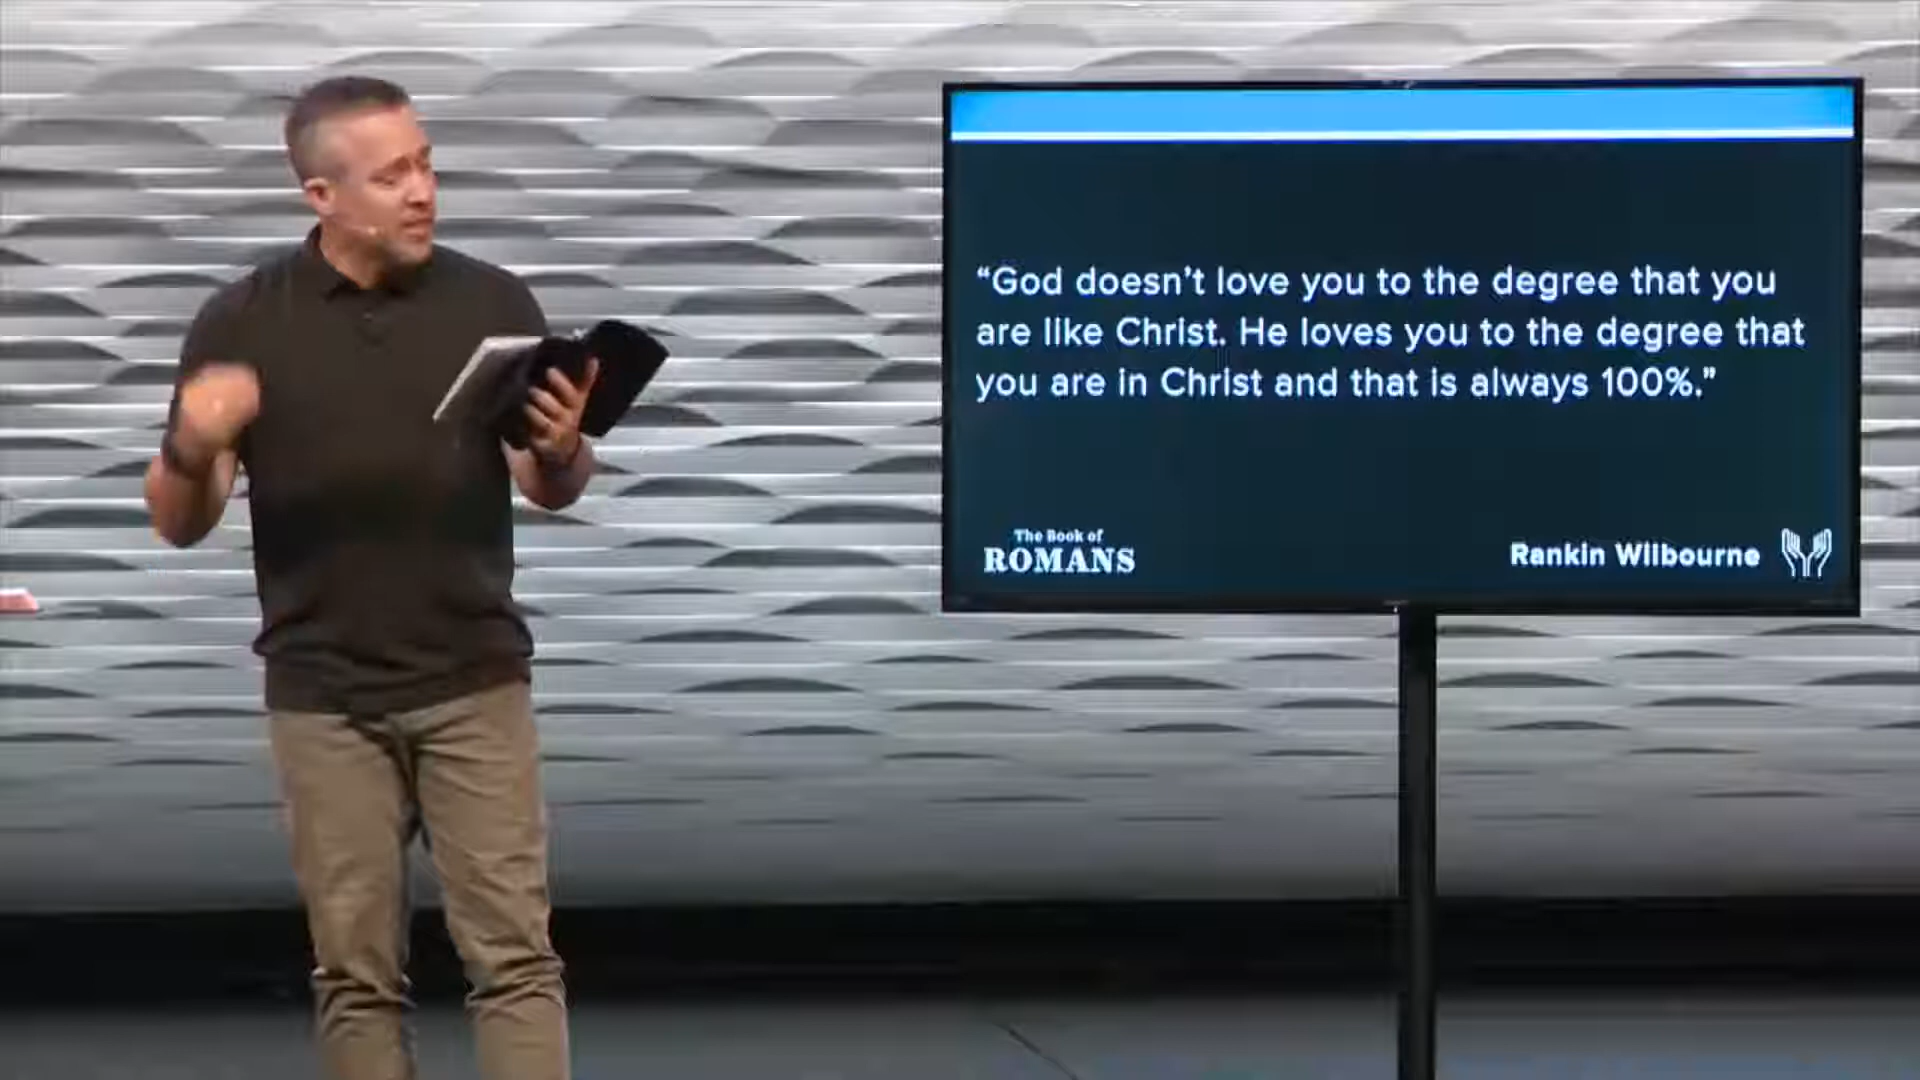 “God doesn’t love you to the degree that you
are like Christ. He loves you to the degree that
you are in Christ and that is always 100%.”
The Book of
ROMANS
Rankin Wilbourne